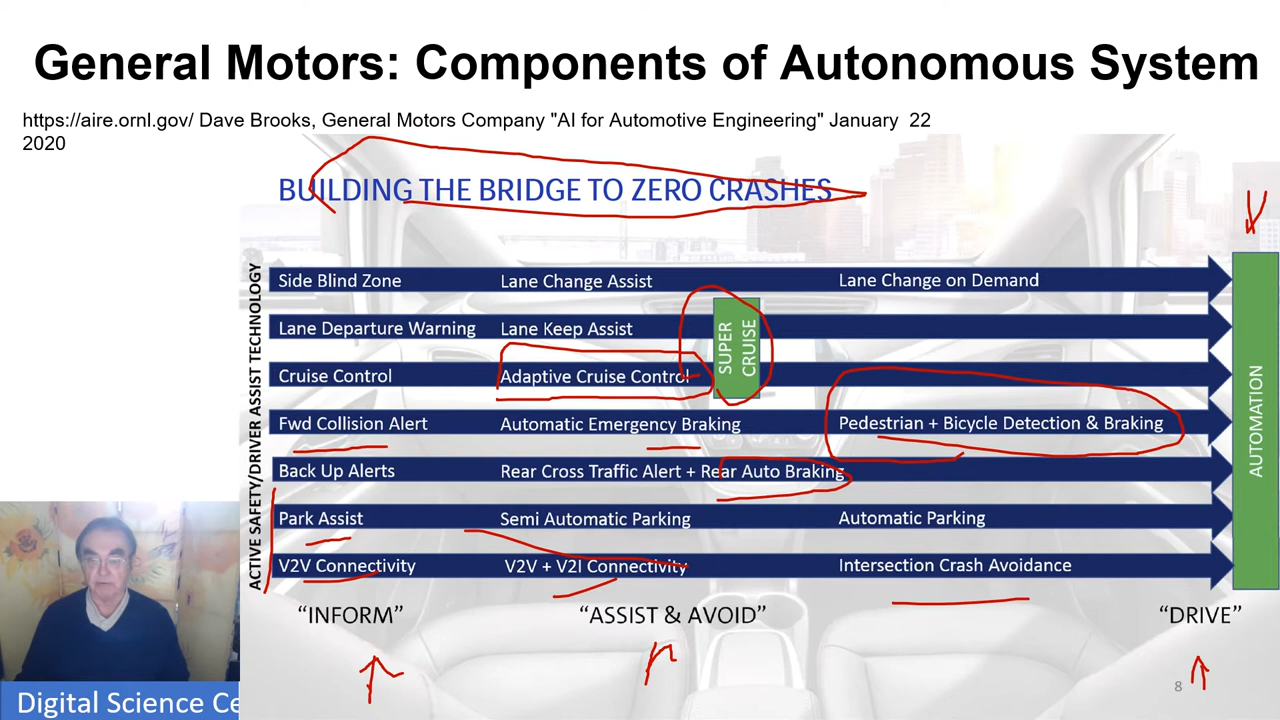 General Motors: Components of Autonomous System
https://aire.ornl.gov/ Dave Brooks, General Motors Company "AI for Automotive Engineering" January 22
2020
BUILDING THE BRIDGE TO ZERO CRASHES
ACTIVE SAFETY/DRIVER ASSIST TECHNOLOGY
Side Blind Zone Lane Change Assist Lane Change on Demand
Lane Departure Warning Lane Keep Assist
SUPER
CRUISE
Cruise Control Adaptive Cruise Control
Fwd Collision Alert Automatic Emergency Braking Pedestrian + Bicycle Detection & Braking
Back Up Alerts Rear Cross Traffic Alert + Rear Auto Braking
Park Assist Semi Automatic Parking Automatic Parking
V2V Connectivity V2V + V2I Connectivity Intersection Crash Avoidance
AUTOMATION
“INFORM” “ASSIST & AVOID” “DRIVE”
8
Digital Science Ce